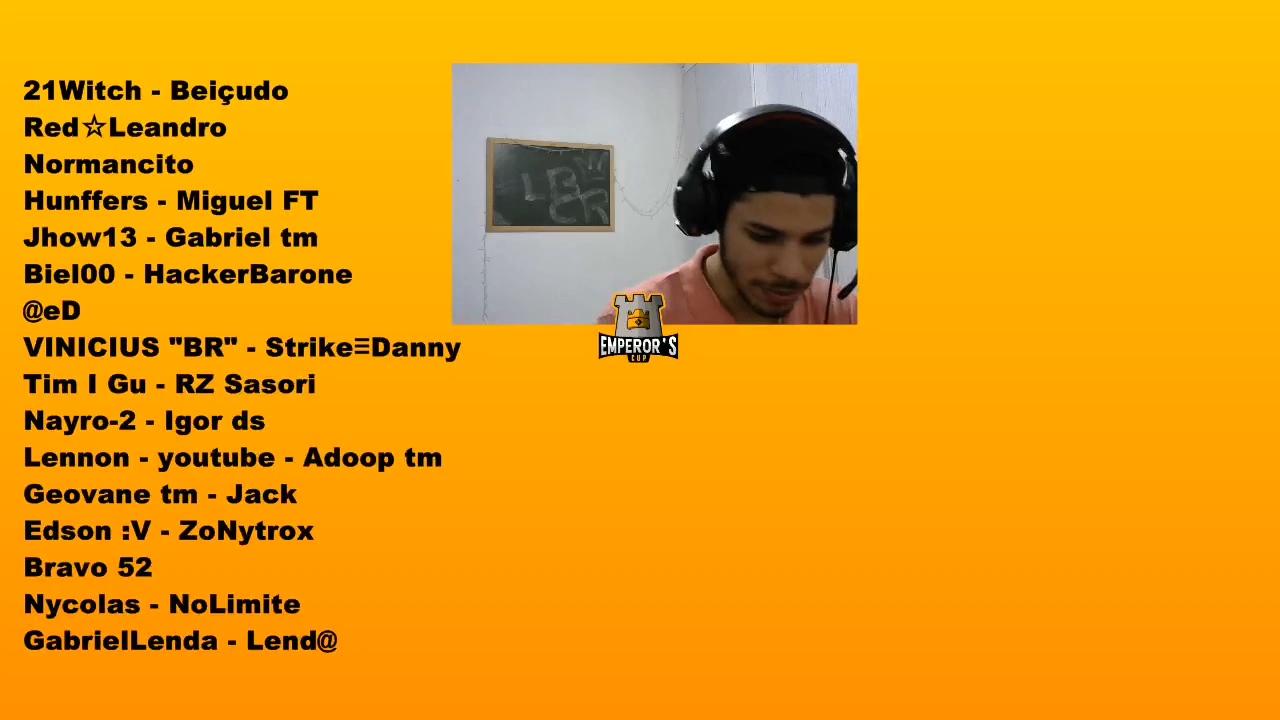 21Witch - Beiçudo
Red☆Leandro
Normancito
Hunffers - Miguel FT
Jhow13 - Gabriel tm
Biel00 - HackerBarone
@eD
VINICIUS "BR" - Strike☰Danny
Tim I Gu - RZ Sasori
Nayro-2 - Igor ds
Lennon - youtube - Adoop tm
Geovane tm - Jack
Edson :V - ZoNytrox
Bravo 52
Nycolas - NoLimite
GabrielLenda - Lend@
EMPEROR'S
CUP